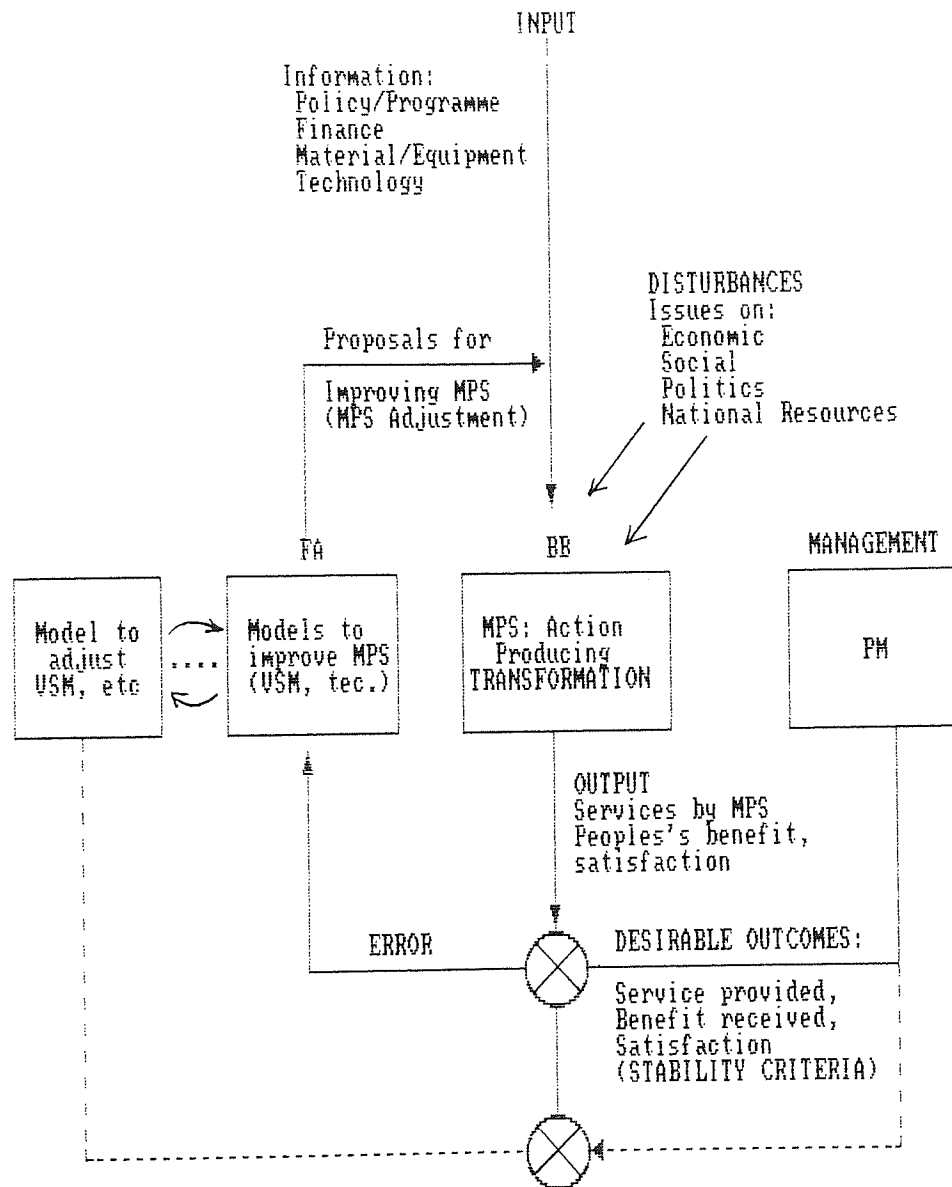 INPUT
Information:
Policy/Programme
Finance
Material/Equipment
Technology
DISTURBANCES
Issues on:
Economic
Social
Politics
National Resources
Proposals for
Improving MPS
(MPS Adjustment)
FA
BB
MANAGEMENT
Model to
adjust
VSM, etc
....
Models to
improve MPS
(VSM, tec.)
MPS: Action
Producing
TRANSFORMATION
PM
OUTPUT
Services by MPS
Peoples's benefit,
satisfaction
ERROR
DESIRABLE OUTCOMES:
Service provided,
Benefit received,
Satisfaction
(STABILITY CRITERIA)